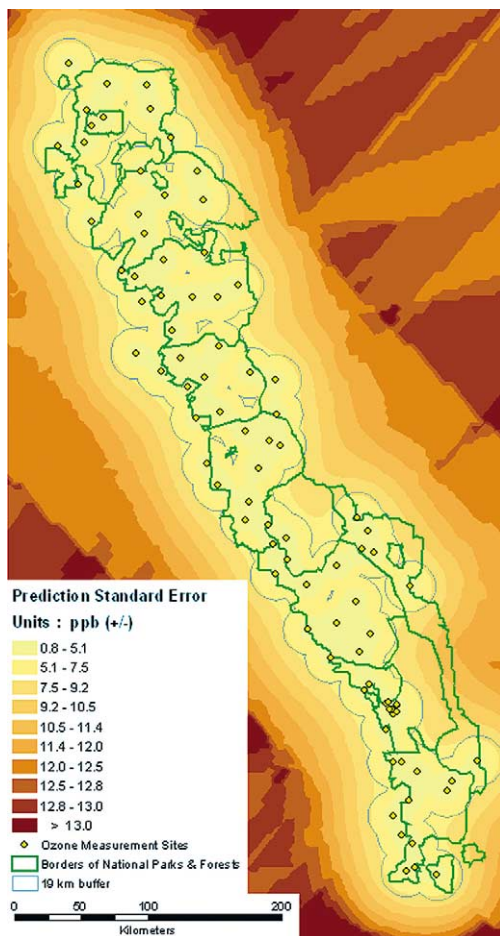 Prediction Standard Error
Units : ppb (+/-)
0.8 - 5.1
5.1 - 7.5
7.5 - 9.2
9.2 - 10.5
10.5 - 11.4
11.4 - 12.0
12.0 - 12.5
12.5 - 12.8
12.8 - 13.0
> 13.0
Ozone Measurement Sites
Borders of National Parks & Forests
19 km buffer
0 50 100 200
Kilometers